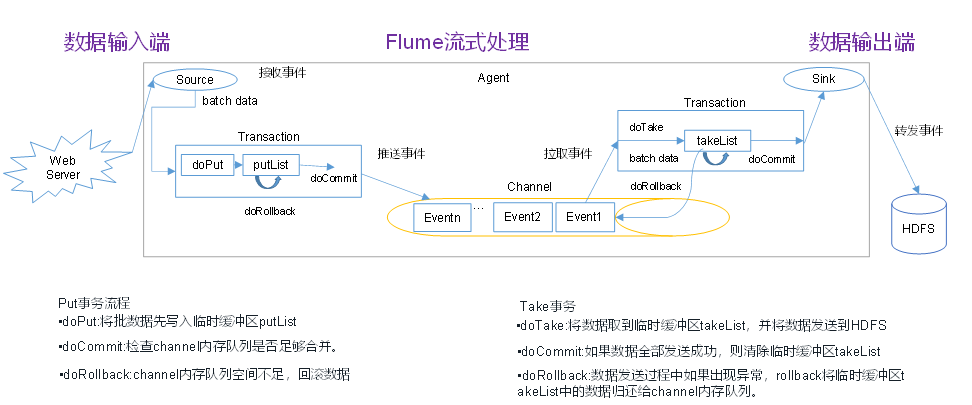 数据输入端
Flume流式处理
数据输出端
Source
接收事件
Agent
Sink
batch data
Transaction
Transaction
doTake
takeList
转发事件
Web
Server
doPut
putList
推送事件
拉取事件
batch data
doCommit
doCommit
doRollback
Channel
doRollback
Eventn
...
Event2
Event1
HDFS
Put事务流程
•doPut:将批数据先写入临时缓冲区putList
•doCommit:检查channel内存队列是否足够合并。
•doRollback:channel内存队列空间不足，回滚数据
Take事务
•doTake:将数据取到临时缓冲区takeList，并将数据发送到HDFS
•doCommit:如果数据全部发送成功，则清除临时缓冲区takeList
•doRollback:数据发送过程中如果出现异常，rollback将临时缓冲区t
akeList中的数据归还给channel内存队列。